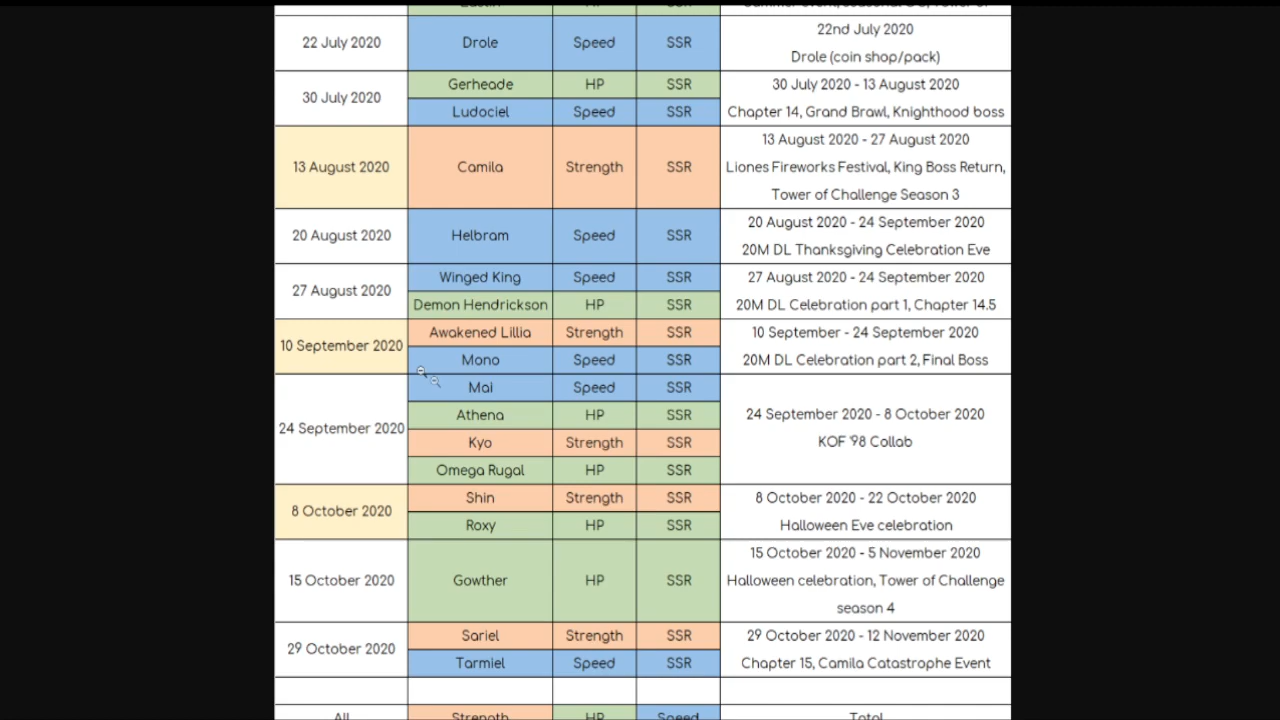 22 July 2020 Drole Speed SSR 22nd July 2020
Drole (coin shop/pack)
30 July 2020 Gerheade HP SSR 30 July 2020 - 13 August 2020
Ludociel Speed SSR Chapter 14, Grand Brawl, Knighthood boss
13 August 2020 Camila Strength SSR 13 August 2020 - 27 August 2020
Liones Fireworks Festival, King Boss Return,
Tower of Challenge Season 3
20 August 2020 Helbram Speed SSR 20 August 2020 - 24 September 2020
20M DL Thanksgiving Celebration Eve
27 August 2020 Winged King Speed SSR 27 August 2020 - 24 September 2020
Demon Hendrickson HP SSR 20M DL Celebration part 1, Chapter 14.5
10 September 2020 Awakened Lillia Strength SSR 10 September - 24 September 2020
Mono Speed SSR 20M DL Celebration part 2, Final Boss
24 September 2020 Mai Speed SSR 24 September 2020 - 8 October 2020
Athena HP SSR KOF '98 Collab
Kyo Strength SSR
Omega Rugal HP SSR
8 October 2020 Shin Strength SSR 8 October 2020 - 22 October 2020
Roxy HP SSR Halloween Eve celebration
15 October 2020 Gowther HP SSR 15 October 2020 - 5 November 2020
Halloween celebration, Tower of Challenge
season 4
29 October 2020 Sariel Strength SSR 29 October 2020 - 12 November 2020
Tarmiel Speed SSR Chapter 15, Camila Catastrophe Event
All Strength HP Speed Total